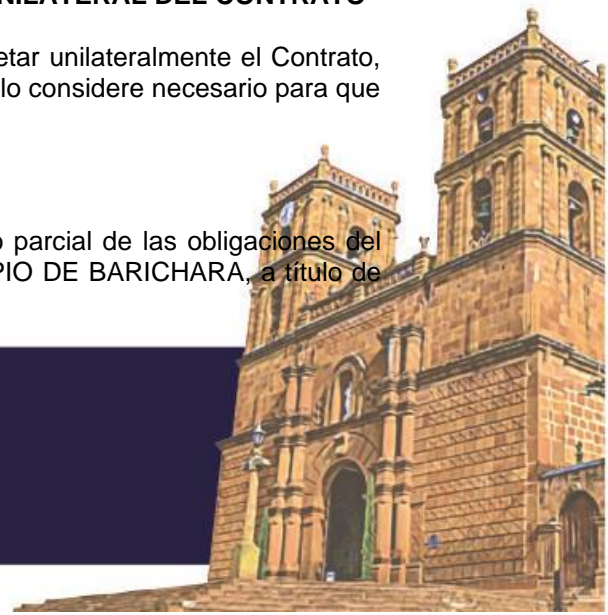 NILATERAL DEL CONTRATO
etar unilateralmente el Contrato,
lo considere necesario para que
o parcial de las obligaciones del
PIO DE BARICHARA, a título de